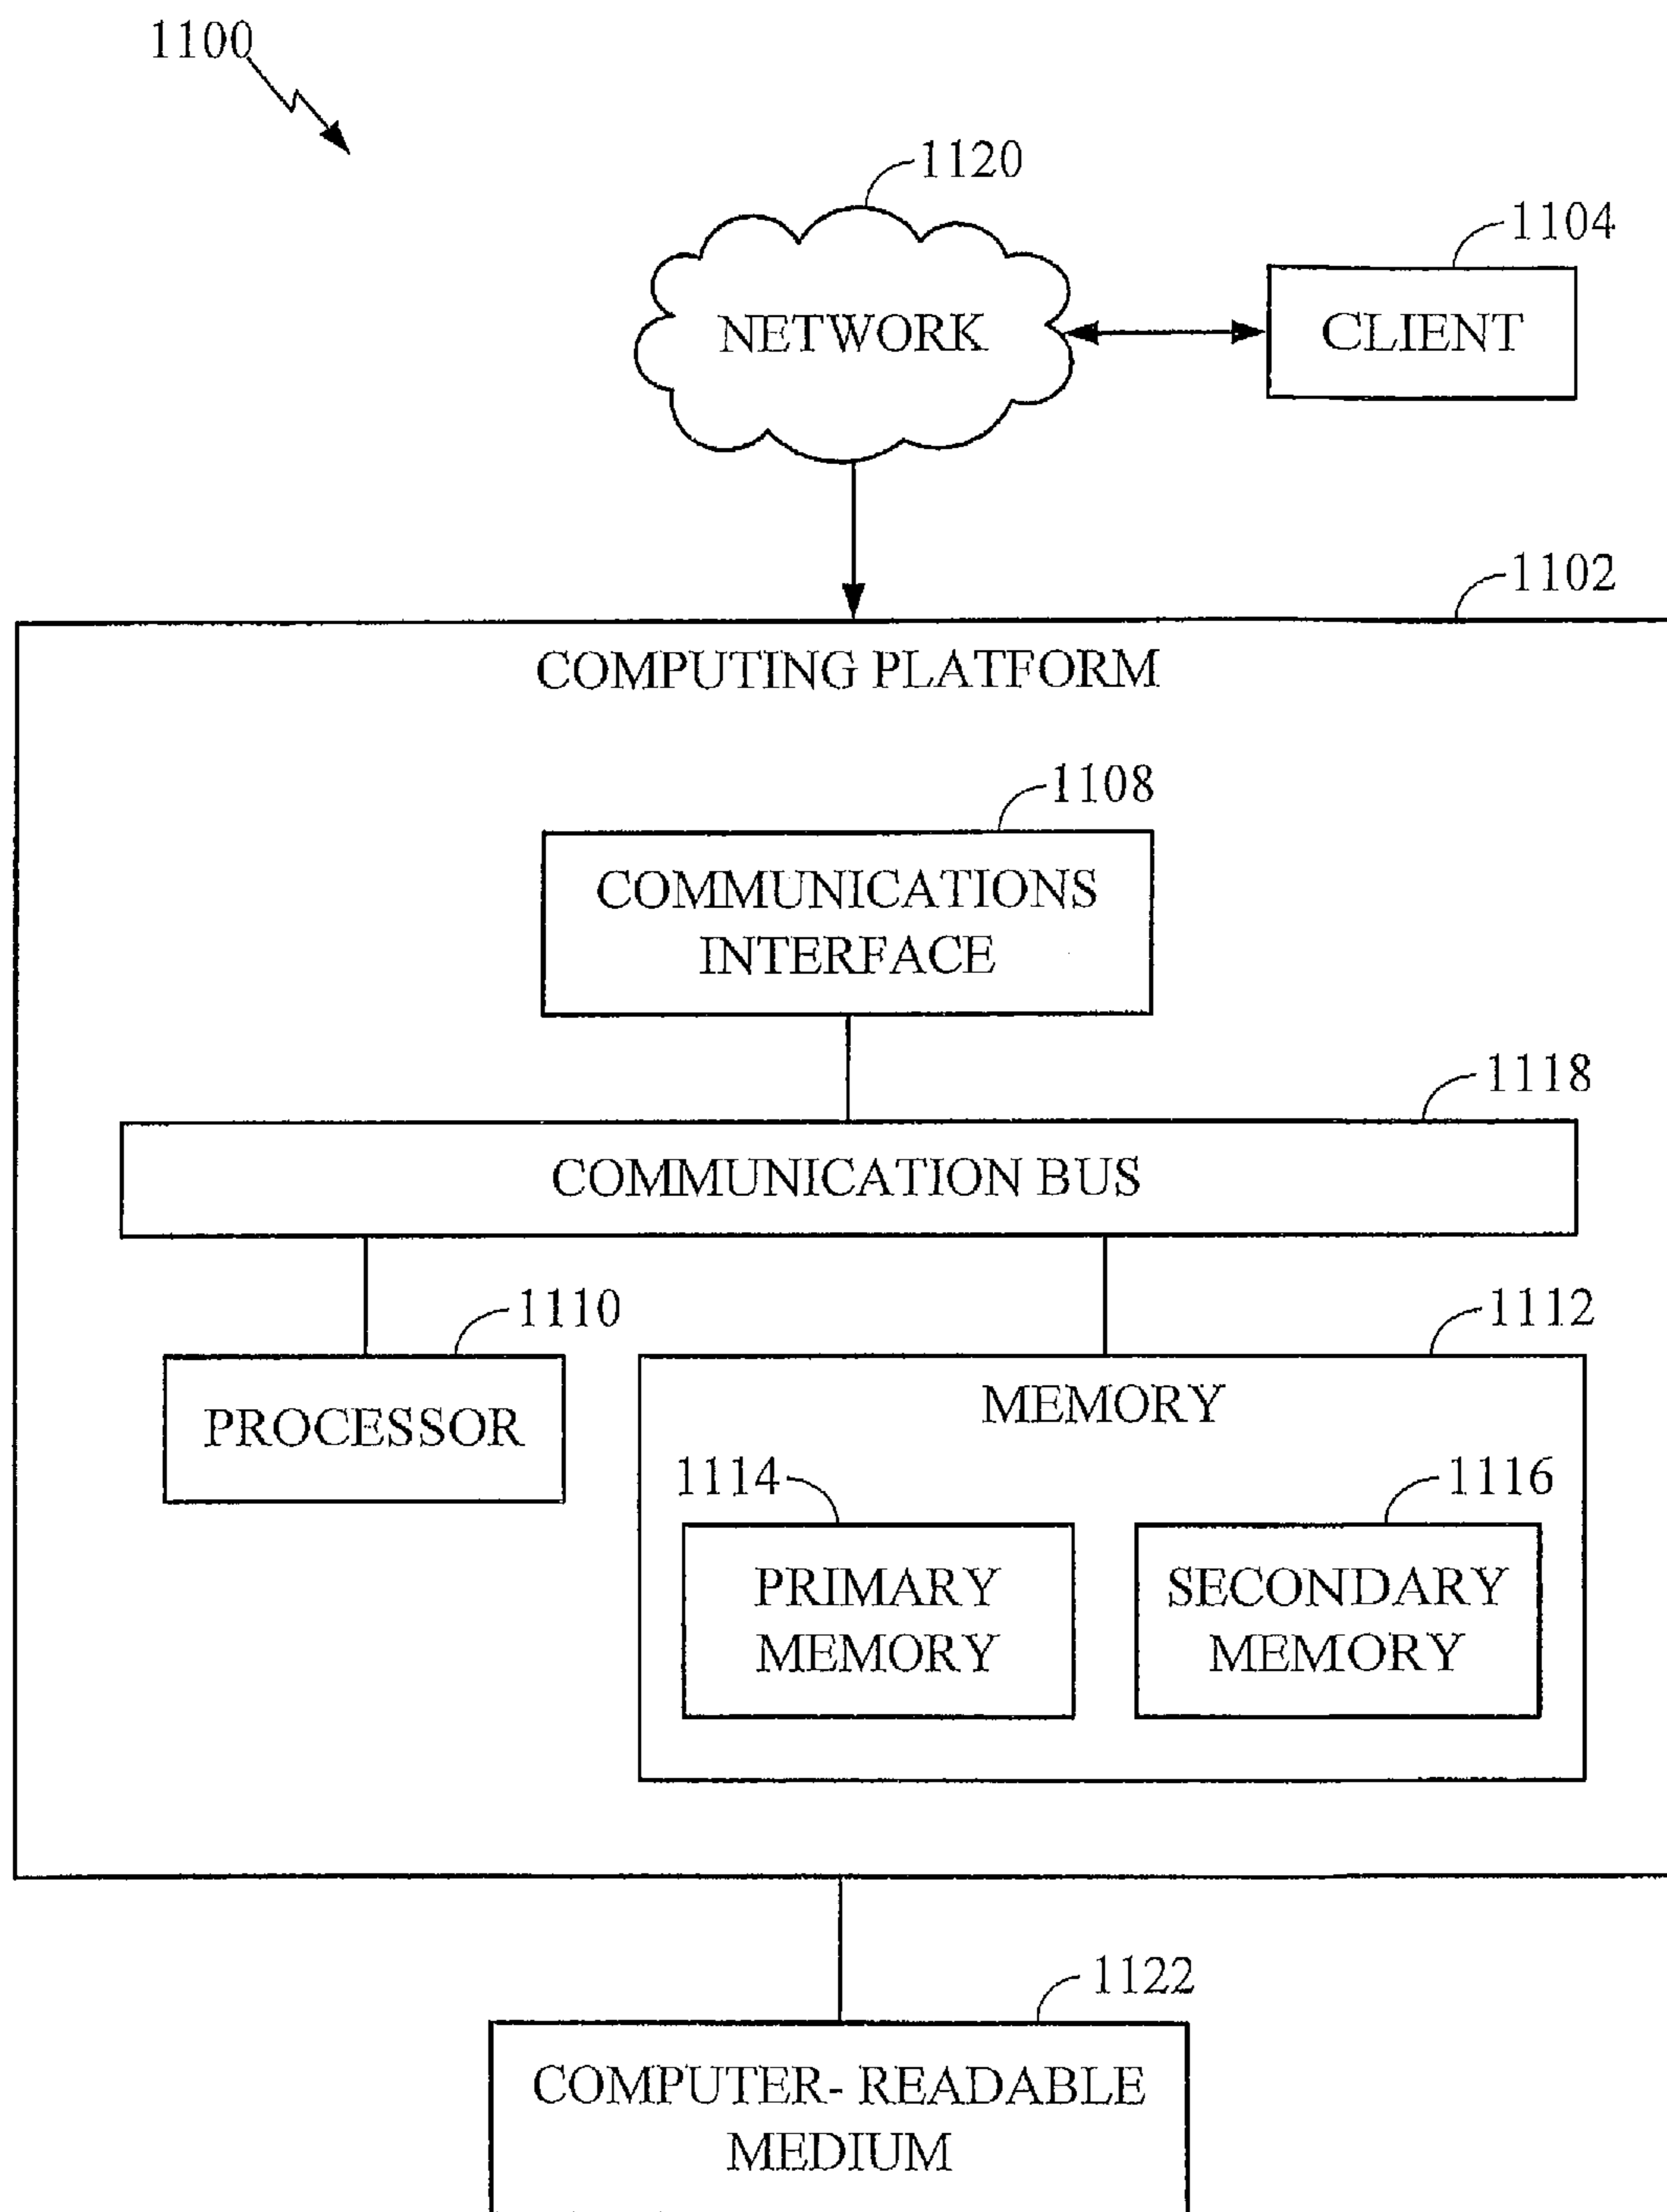 1100
1120
1104
NETWORK
CLIENT
1102
COMPUTING PLATFORM
1108
COMMUNICATIONS
INTERFACE
1118
COMMUNICATION BUS
1110
1112
PROCESSOR
MEMORY
1114
1116
PRIMARY
MEMORY
SECONDARY
MEMORY
1122
COMPUTER- READABLE
MEDIUM